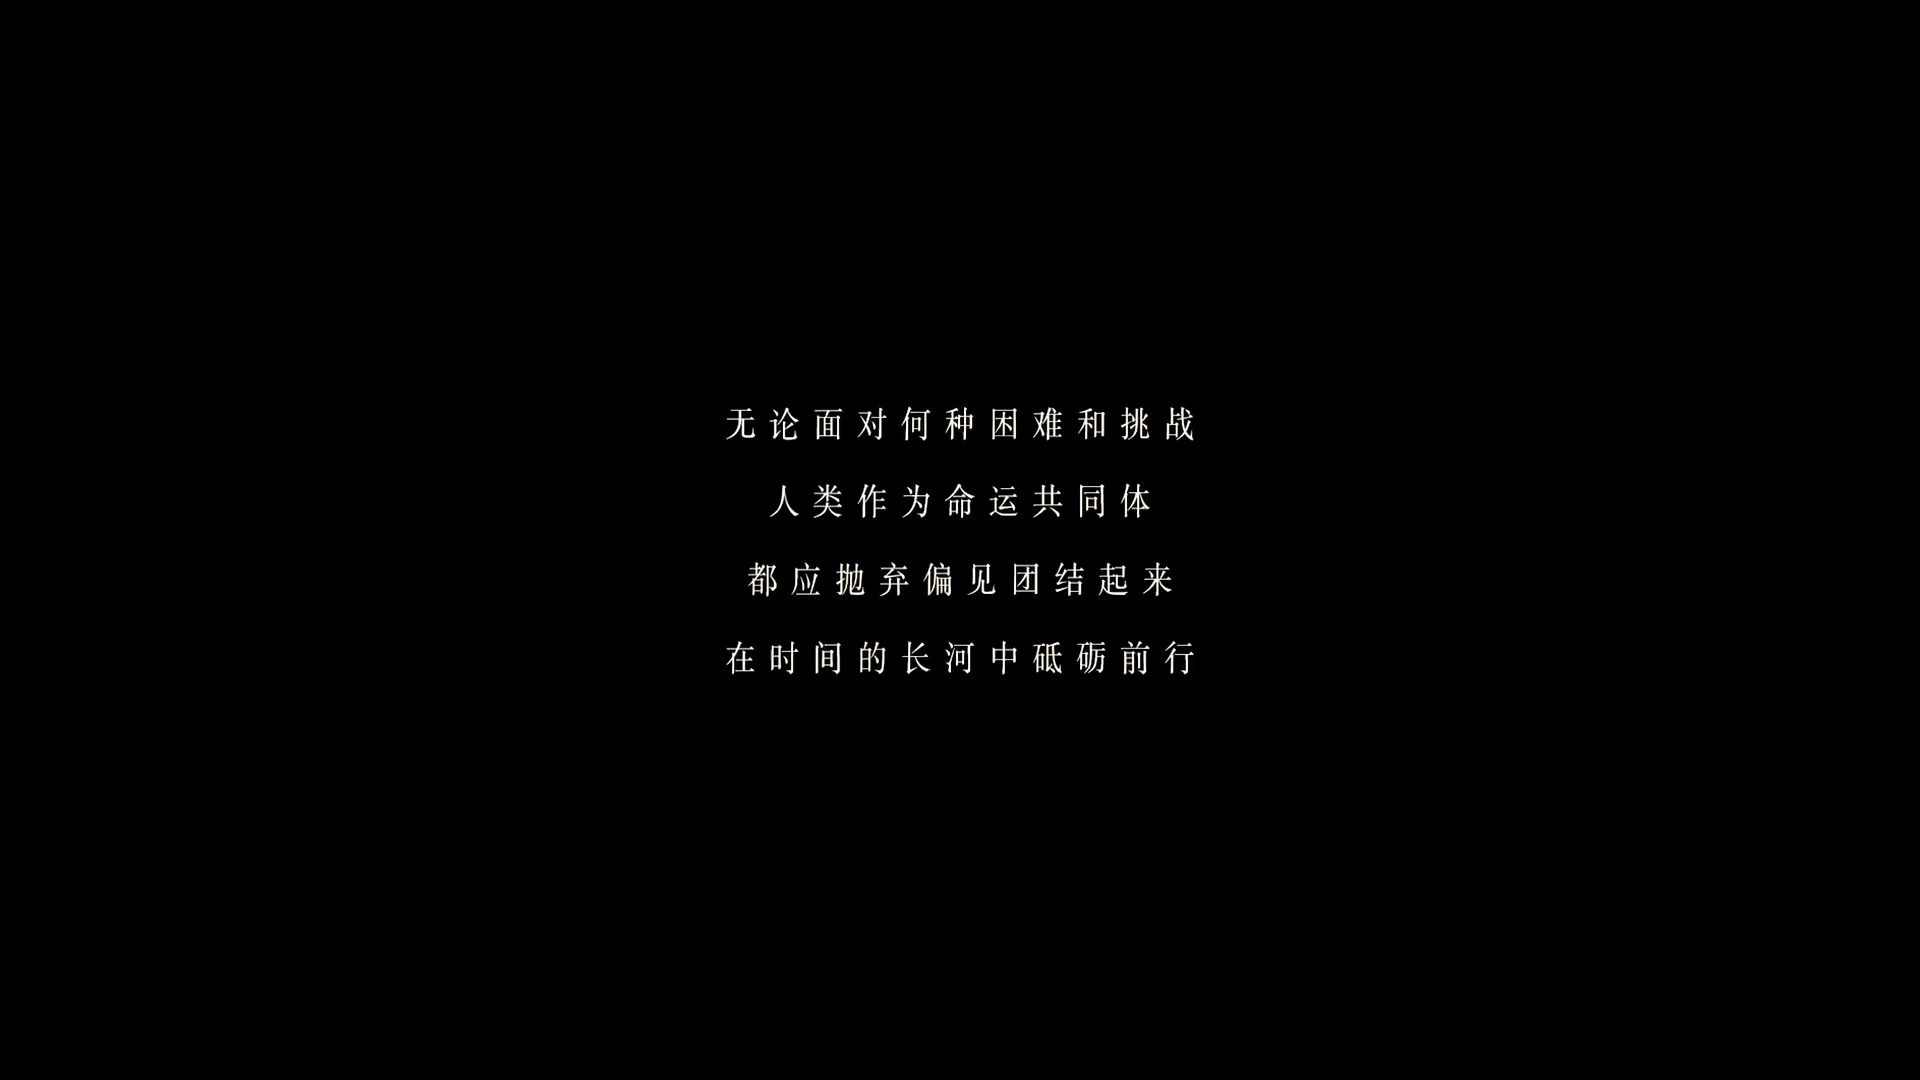 无论面对何种困难和挑战
人类作为命运共同体
都应抛弃偏见团结起来
在时间的长河中砥砺前行